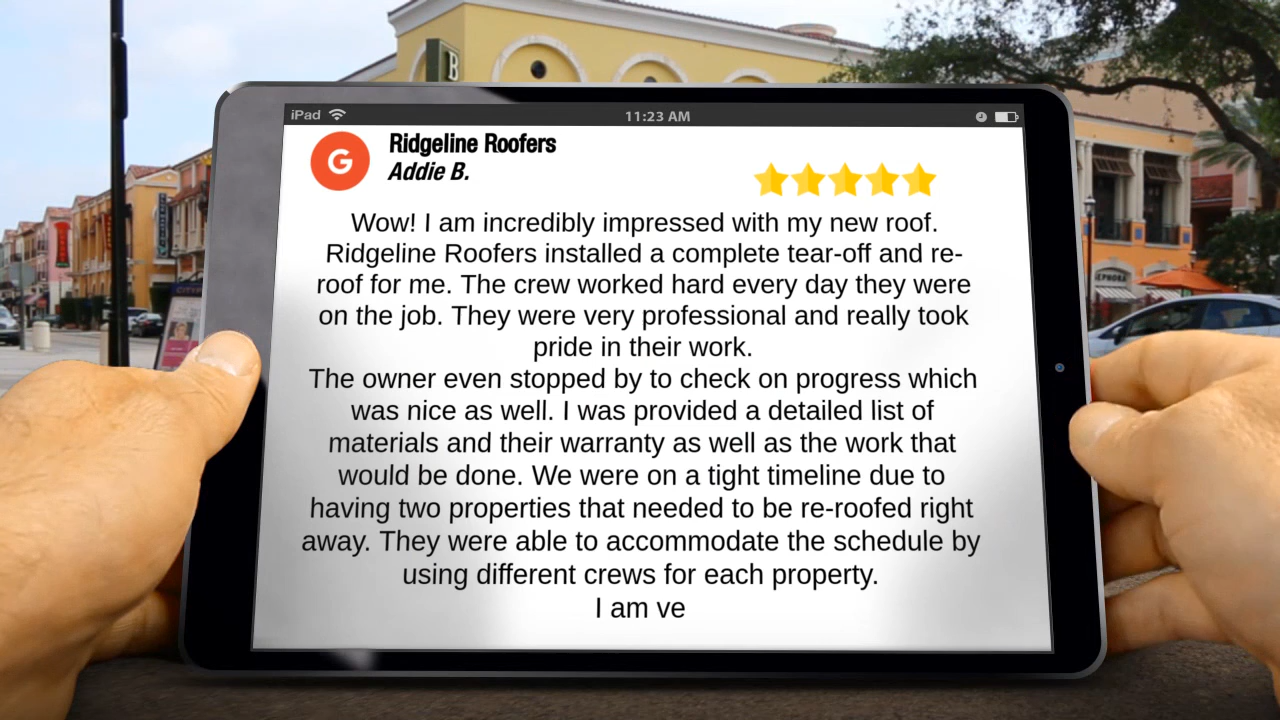 B
iPad
11:23 AM
G
Ridgeline Roofers
Addie B.
Wow! I am incredibly impressed with my new roof.
Ridgeline Roofers installed a complete tear-off and re-
roof for me. The crew worked hard every day they were
on the job. They were very professional and really took
pride in their work.
The owner even stopped by to check on progress which
was nice as well. I was provided a detailed list of
materials and their warranty as well as the work that
would be done. We were on a tight timeline due to
having two properties that needed to be re-roofed right
away. They were able to accommodate the schedule by
using different crews for each property.
I am ve
SEPHORA